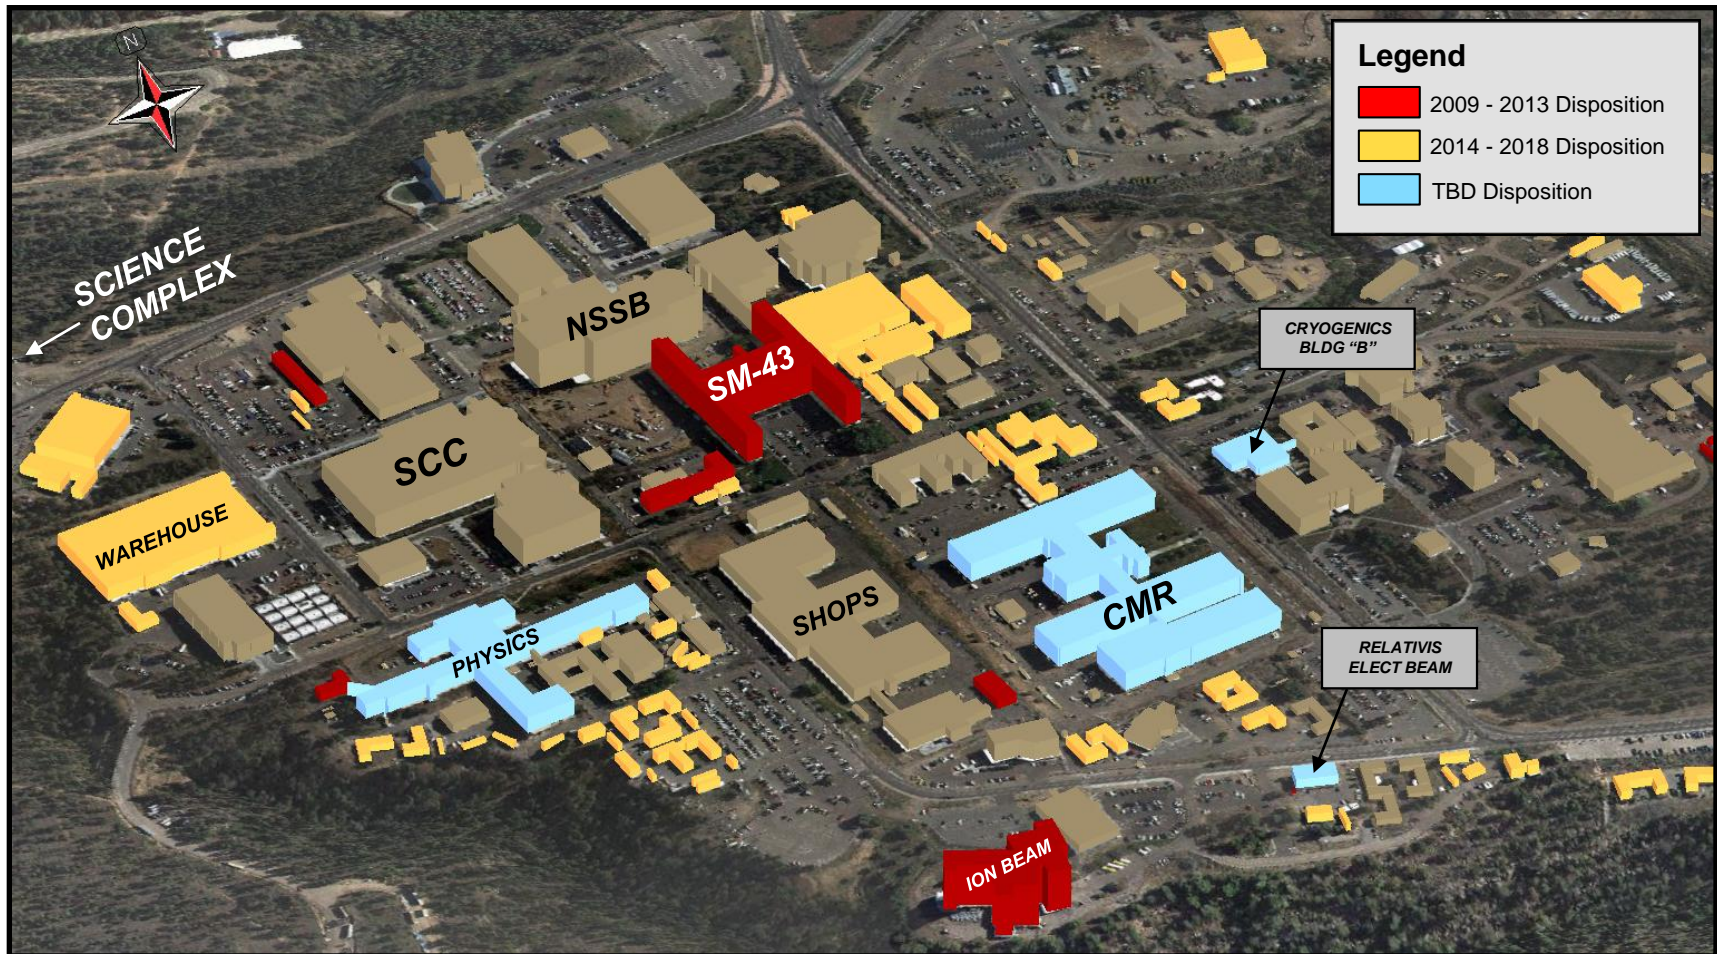 N
Legend
2009 - 2013 Disposition
2014 - 2018 Disposition
TBD Disposition
SCIENCE
COMPLEX
NSSB
SM-43
CRYOGENICS
BLDG “B”
SCC
WAREHOUSE
SHOPS
CMR
PHYSICS
RELATIVIS
ELECT BEAM
ION BEAM